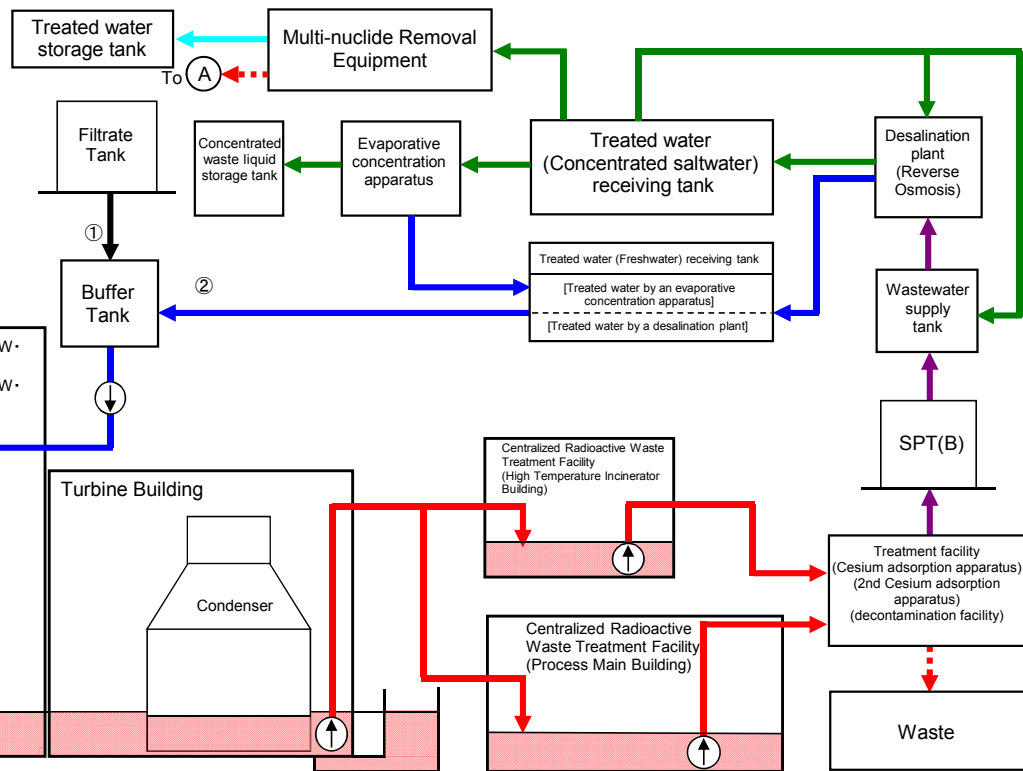 Treated water
storage tank
Multi-nuclide Removal
Equipment
To
A
Filtrate
Tank
Concentrated
waste liquid
storage tank
Evaporative
concentration
apparatus
Treated water
(Concentrated saltwater)
receiving tank
Desalination
plant
(Reverse
Osmosis)
①
Buffer
Tank
②
Treated water (Freshwater) receiving tank
[Treated water by an evaporative
concentration apparatus]
[Treated water by a desalination plant]
Wastewater
supply
tank
W・
W・
SPT(B)
Turbine Building
Condenser
Centralized Radioactive Waste
Treatment Facility
(High Temperature Incinerator
Building)
Treatment facility
(Cesium adsorption apparatus)
(2nd Cesium adsorption
apparatus)
(decontamination facility)
Centralized Radioactive
Waste Treatment Facility
(Process Main Building)
Waste